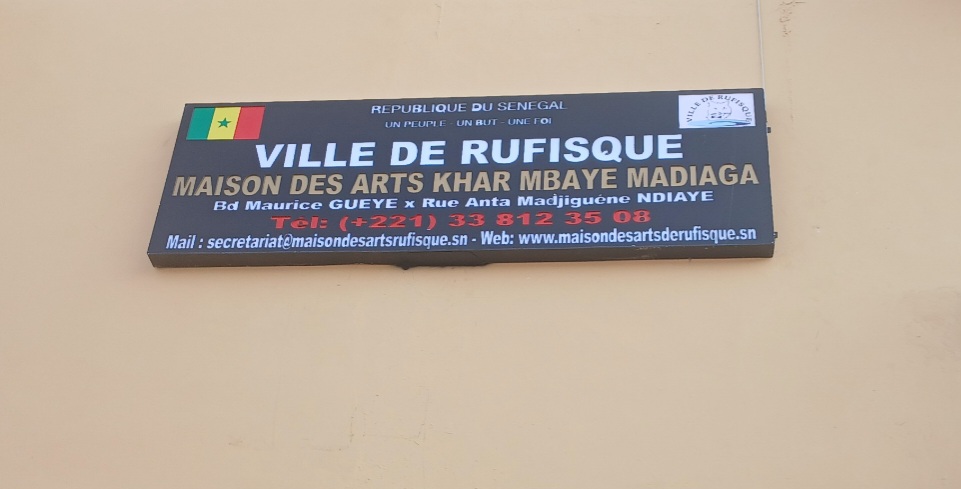 REPUBLIQUE DU SENEGAL
UN PEUPLE - UN BUT - UNE FOI
VILLE DE RUFISQUE
VILLE DE RUFISQUE
MAISON DES ARTS KHAR MBAYE MADIAGA
Bd Maurice GUEYE x Rue Anta Madjiguéne NDIAYE
Tél: (+221) 33 812 35 08
Mail : secretariat@maisondesartsrufisque.sn - Web: www.maisondesartsderufisque.sn